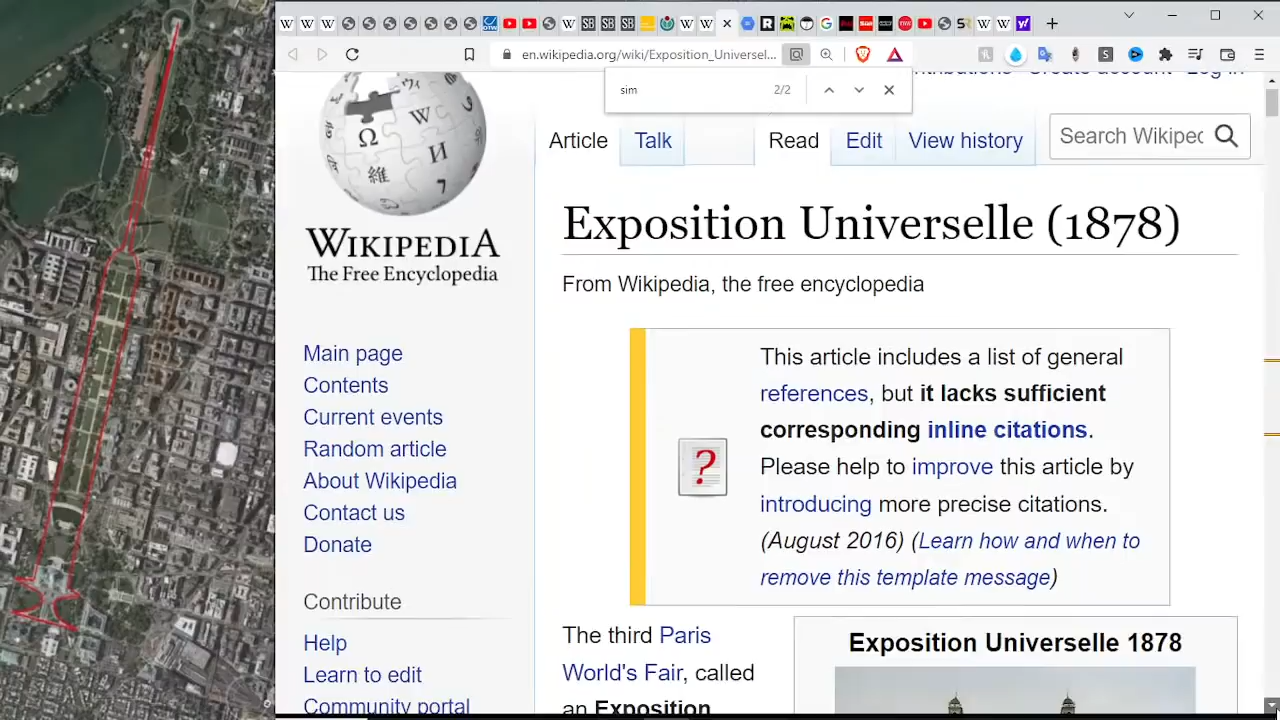 en.wikipedia.org/wiki/Exposition_Universel...
sim
2/2
Article
Talk
Read
Edit
View history
Search Wikipec
WIKIPEDIA
The Free Encyclopedia
Main page
Contents
Current events
Random article
About Wikipedia
Contact us
Donate
Contribute
Help
Learn to edit
Community portal
Exposition Universelle (1878)
From Wikipedia, the free encyclopedia
This article includes a list of general
references, but it lacks sufficient
corresponding inline citations.
Please help to improve this article by
introducing more precise citations.
(August 2016) (Learn how and when to
remove this template message)
The third Paris
World's Fair, called
an Exposition
Exposition Universelle 1878